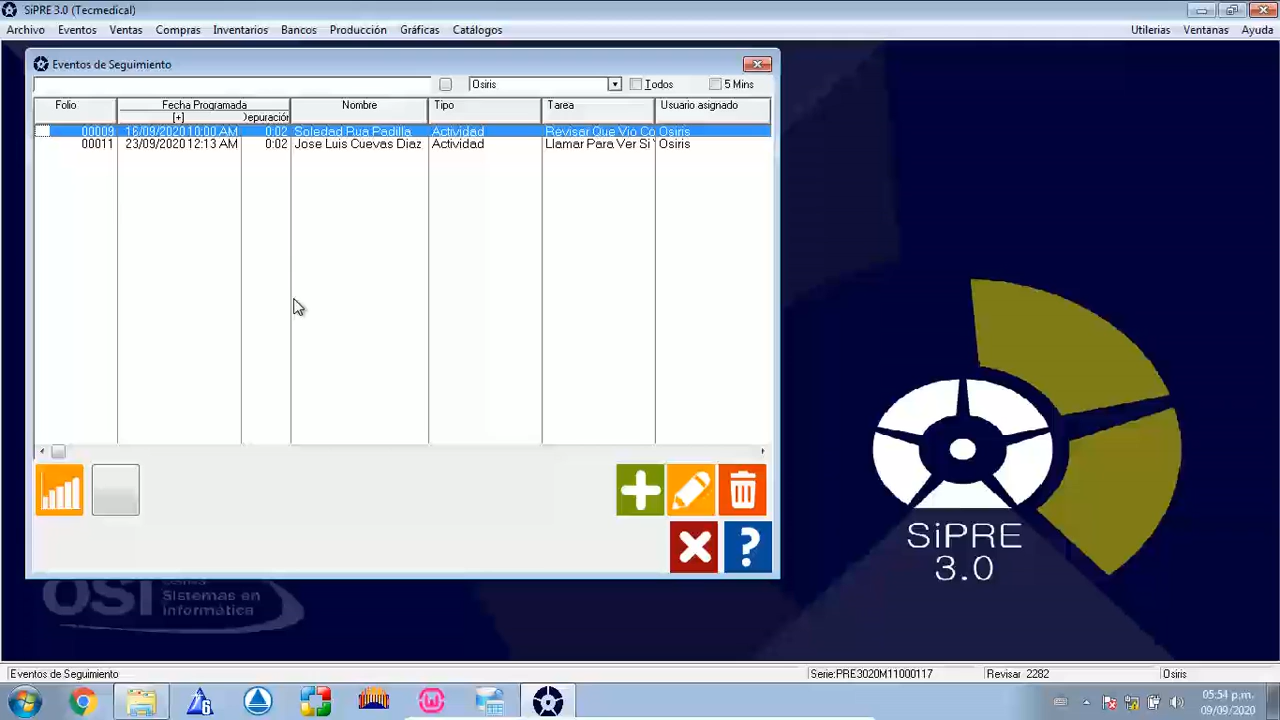 SiPRE 3.0 (Tecmedical)
Archivo Eventos Ventas Compras Inventarios Bancos Producción Gráficas Catálogos Utilerias Ventanas Ayuda
Eventos de Seguimiento
Osiris Todos 5 Mins
Folio Fecha Programada Nombre Tipo Tarea Usuario asignado
[+] Depuración
00009 16/09/2020 10:00 AM 0:02 Soledad Rua Padilla Actividad Revisar Que Vio Co Osiris
00011 23/09/2020 12:13 AM 0:02 Jose Luis Cuevas Diaz Actividad Llamar Para Ver Si Osiris
?
SiPRE
3.0
OSI
Sistemas en
Informática
Eventos de Seguimiento Serie:PRE3020M11000117 Revisar 2282 Osiris
05:54 p.m.
09/09/2020